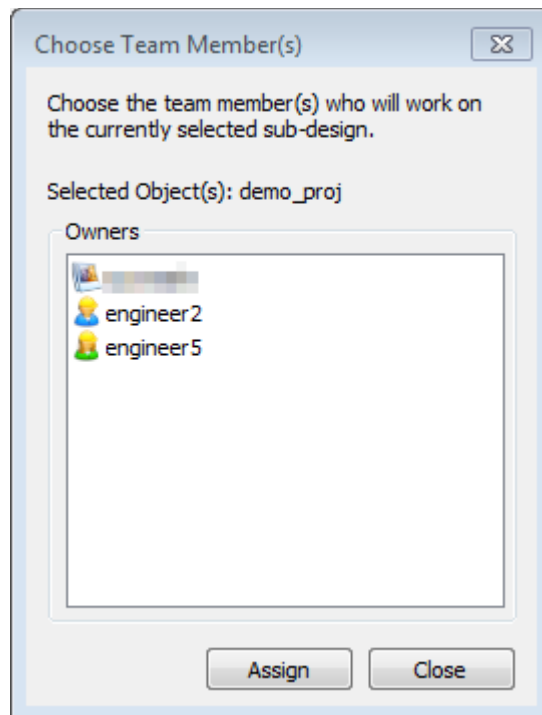 Choose Team Member(s)
Choose the team member(s) who will work on
the currently selected sub-design.
Selected Object(s): demo_proj
Owners
engineer2
engineer5
Assign
Close